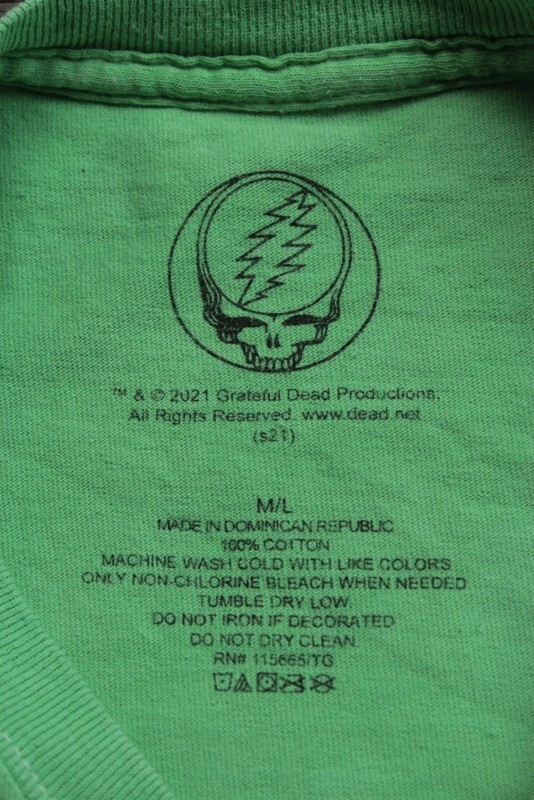 ™ & © 2021 Grateful Dead Productions.
All Rights Reserved. www.dead.net
(s21)
M/L
MADE IN DOMINICAN REPUBLIC
100% COTTON
MACHINE WASH COLD WITH LIKE COLORS
ONLY NON-CHLORINE BLEACH WHEN NEEDED
TUMBLE DRY LOW.
DO NOT IRON IF DECORATED
DO NOT DRY CLEAN.
RN# 115665/TG